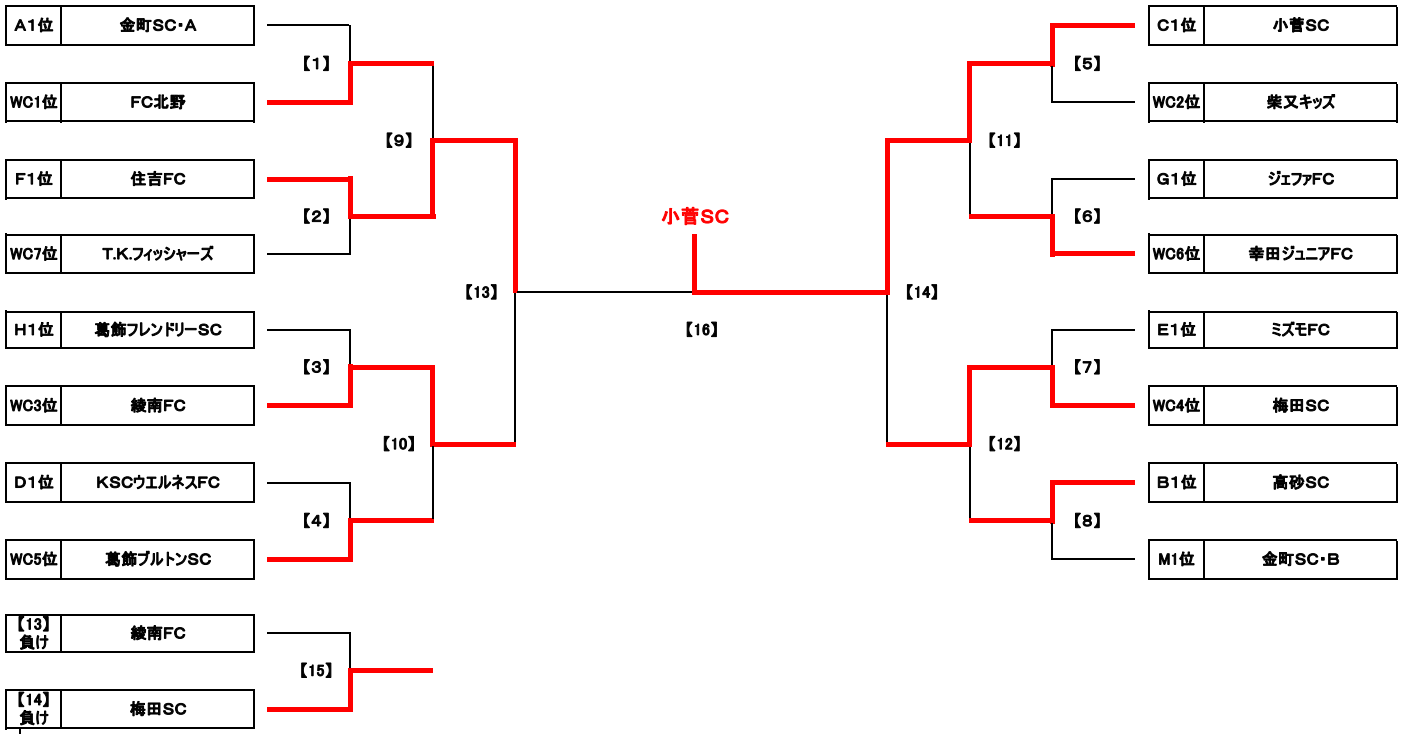 A1位 金町SC・A
【1】
WC1位 FC北野
【9】
F1位 住吉FC
【2】
WC7位 T.K.フィッシャーズ
【13】
H1位 葛飾フレンドリーSC
【3】
WC3位 綾南FC
【10】
D1位 KSCウエルネスFC
【4】
WC5位 葛飾ブルトンSC
【13】
負け
綾南FC
【15】
【14】
負け
梅田SC
小菅SC
【16】
C1位 小菅SC
【5】
WC2位 柴又キッズ
【11】
G1位 ジェファFC
【6】
WC6位 幸田ジュニアFC
【14】
E1位 ミズモFC
【7】
WC4位 梅田SC
【12】
B1位 高砂SC
【8】
M1位 金町SC・B